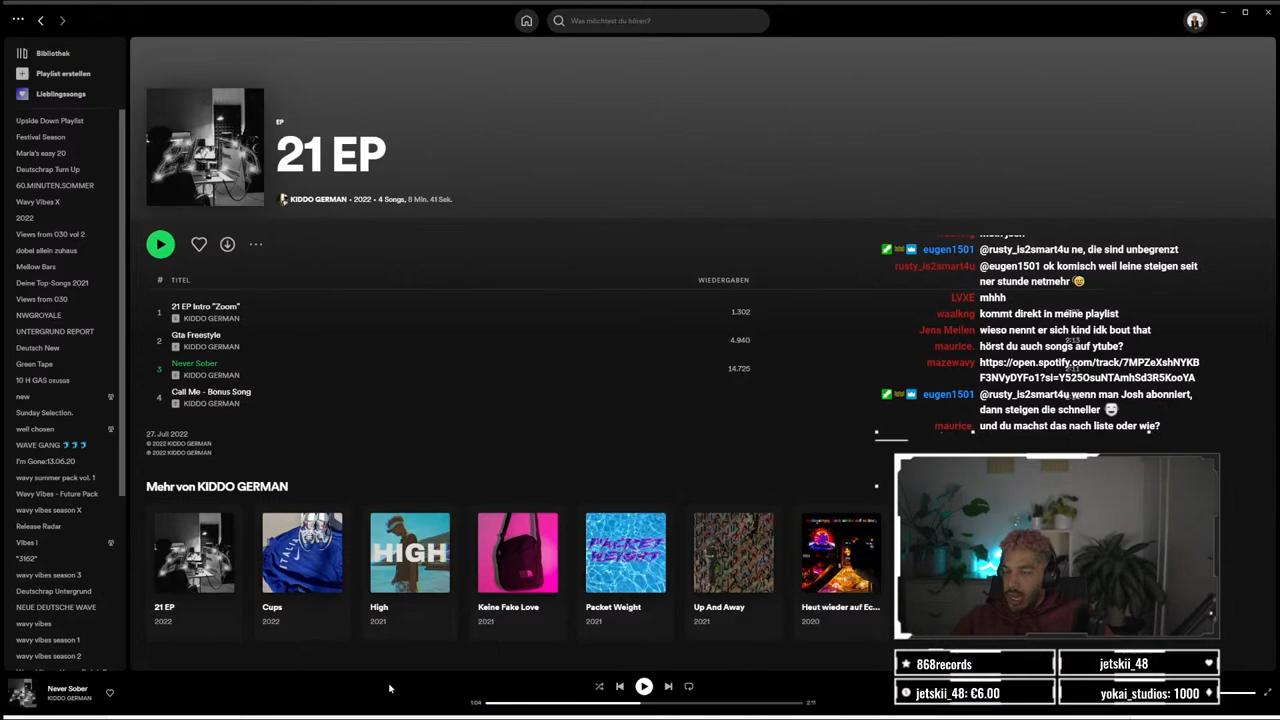 Was möchtest du hören?
Bibliothek
Playlist erstellen
Lieblingssongs
Upside Down Playlist
Festival Season
Maria's easy 20
Deutschrap Turn Up
60.MINUTEN.SOMMER
Wavy Vibes X
2022
Views from 030 vol 2
dobel allein zuhaus
Mellow Bars
Deine Top-Songs 2021
Views from 030
NWGROYALE
UNTERGRUND REPORT
Deutsch New
Green Tape
10 H GAS
new
Sunday Selection.
well chosen
WAVE GANG
I'm Gone:13.06.20
wavy summer pack vol. 1
Wavy Vibes - Future Pack
wavy vibes season X
Release Radar
Vibes I
"3162"
wavy vibes season 3
Deutschrap Untergrund
NEUE DEUTSCHE WAVE
wavy vibes
wavy vibes season 1
wavy vibes season 2
EP
21 EP
KIDDO GERMAN • 2022 • 4 Songs, 8 Min. 41 Sek.
# TITEL WIEDERGABEN
1 21 EP Intro "Zoom" 1.302
E KIDDO GERMAN
2 Gta Freestyle 4.940
E KIDDO GERMAN
3 Never Sober 14.725
E KIDDO GERMAN
4 Call Me - Bonus Song
E KIDDO GERMAN
27. Juli 2022
© 2022 KIDDO GERMAN
℗ 2022 KIDDO GERMAN
Mehr von KIDDO GERMAN
ITALIA
HIGH
PACKET
WEIGHT
21 EP
2022
Cups
2022
High
2021
Keine Fake Love
2021
Packet Weight
2021
Up And Away
2021
Heut wieder auf Ec...
2020
eugen1501 @rusty_is2smart4u ne, die sind unbegrenzt
rusty_is2smart4u @eugen1501 ok komisch weil leine steigen seit
ner stunde netmehr
LVXE mhhh
waalkng kommt direkt in meine playlist
Jens Meilen wieso nennt er sich kind idk bout that
2:13
maurice. hörst du auch songs auf ytube?
mazewavy https://open.spotify.com/track/7MPZeXshNYKB
F3NVyDYFo1?si=Y525OsuNTAmhSd3R5KooYA
eugen1501 @rusty_is2smart4u wenn man Josh abonniert,
dann steigen die schneller
maurice. und du machst das nach liste oder wie?
868records
jetskii_48
jetskii_48: €6.00
yokai_studios: 1000
Never Sober
KIDDO GERMAN
1:04
2:11